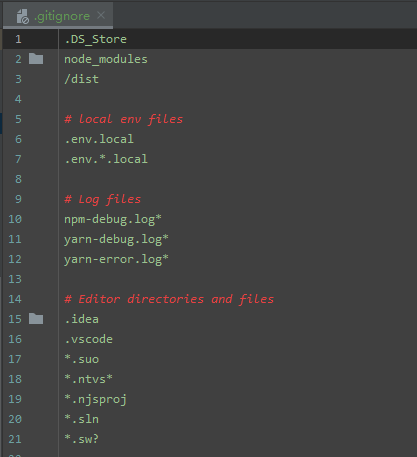 .gitignore
1 .DS_Store
2 node_modules
3 /dist
4
5 # local env files
6 .env.local
7 .env.*.local
8
9 # Log files
10 npm-debug.log*
11 yarn-debug.log*
12 yarn-error.log*
13
14 # Editor directories and files
15 .idea
16 .vscode
17 *.suo
18 *.ntvs*
19 *.njsproj
20 *.sln
21 *.sw?